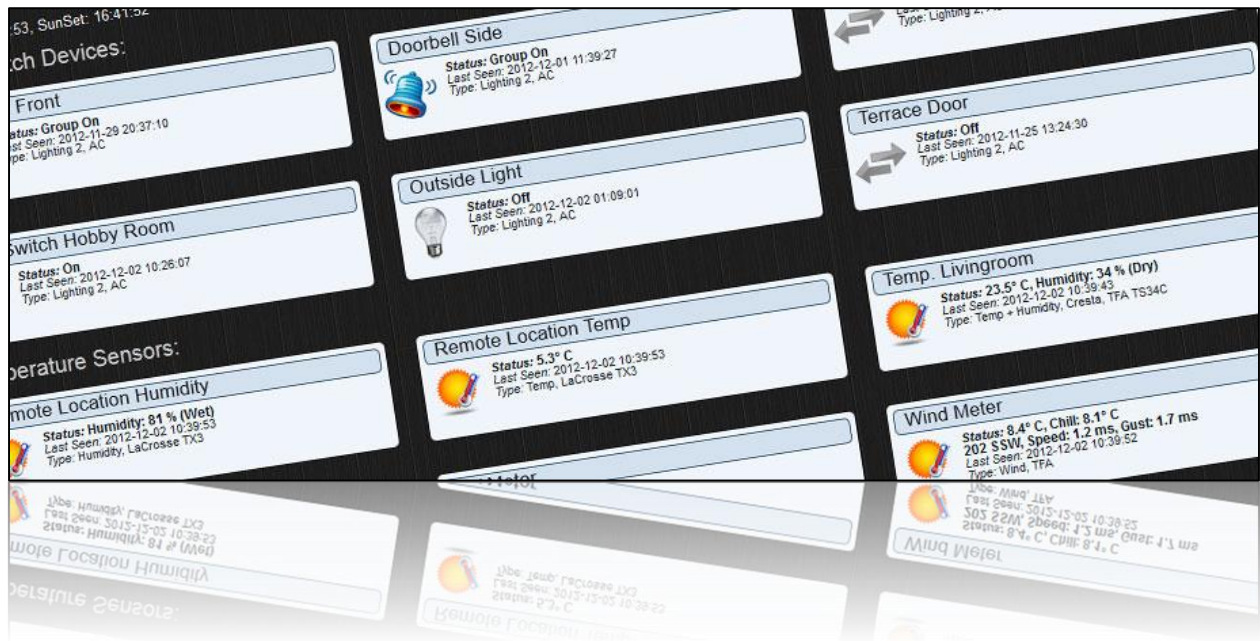 :53, SunSet: 16:41:52
tch Devices:
Front
atus: Group On
st Seen: 2012-11-29 20:37:10
ype: Lighting 2, AC
Doorbell Side
Status: Group On
Last Seen: 2012-12-01 11:39:27
Type: Lighting 2, AC
Type: Lighting 2,
Switch Hobby Room
Status: On
Last Seen: 2012-12-02 10:26:07
Type: Lighting 2, AC
Outside Light
Status: Off
Last Seen: 2012-12-02 01:09:01
Type: Lighting 2, AC
Terrace Door
Status: Off
Last Seen: 2012-11-25 13:24:30
Type: Lighting 2, AC
perature Sensors:
mote Location Humidity
Status: Humidity: 81 % (Wet)
Last Seen: 2012-12-02 10:39:53
Type: Humidity, LaCrosse TX3
Remote Location Temp
Status: 5.3° C
Last Seen: 2012-12-02 10:39:53
Type: Temp, LaCrosse TX3
Temp. Livingroom
Status: 23.5° C, Humidity: 34 % (Dry)
Last Seen: 2012-12-02 10:39:43
Type: Temp + Humidity, Cresta, TFA TS34C
Wind Meter
Status: 8.4° C, Chill: 8.1° C
202 SSW, Speed: 1.2 ms, Gust: 1.7 ms
Last Seen: 2012-12-02 10:39:52
Type: Wind, TFA